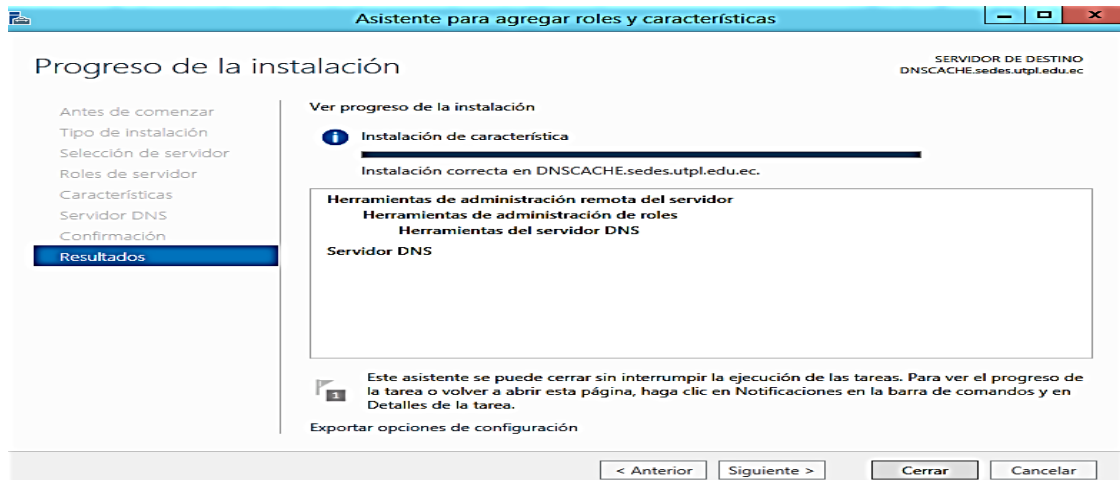 Asistente para agregar roles y características
Progreso de la instalación
SERVIDOR DE DESTINO
DNSCACHE.sedes.utpl.edu.ec
Antes de comenzar
Tipo de instalación
Selección de servidor
Roles de servidor
Características
Servidor DNS
Confirmación
Resultados
Ver progreso de la instalación
Instalación de característica
Instalación correcta en DNSCACHE.sedes.utpl.edu.ec.
Herramientas de administración remota del servidor
Herramientas de administración de roles
Herramientas del servidor DNS
Servidor DNS
1
Este asistente se puede cerrar sin interrumpir la ejecución de las tareas. Para ver el progreso de
la tarea o volver a abrir esta página, haga clic en Notificaciones en la barra de comandos y en
Detalles de la tarea.
Exportar opciones de configuración
< Anterior
Siguiente >
Cerrar
Cancelar